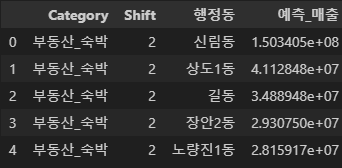 Category Shift 행정동 예측_매출
0 부동산_숙박 2 신림동 1.503405e+08
1 부동산_숙박 2 상도1동 4.112848e+07
2 부동산_숙박 2 길동 3.488948e+07
3 부동산_숙박 2 장안2동 2.930750e+07
4 부동산_숙박 2 노량진1동 2.815917e+07